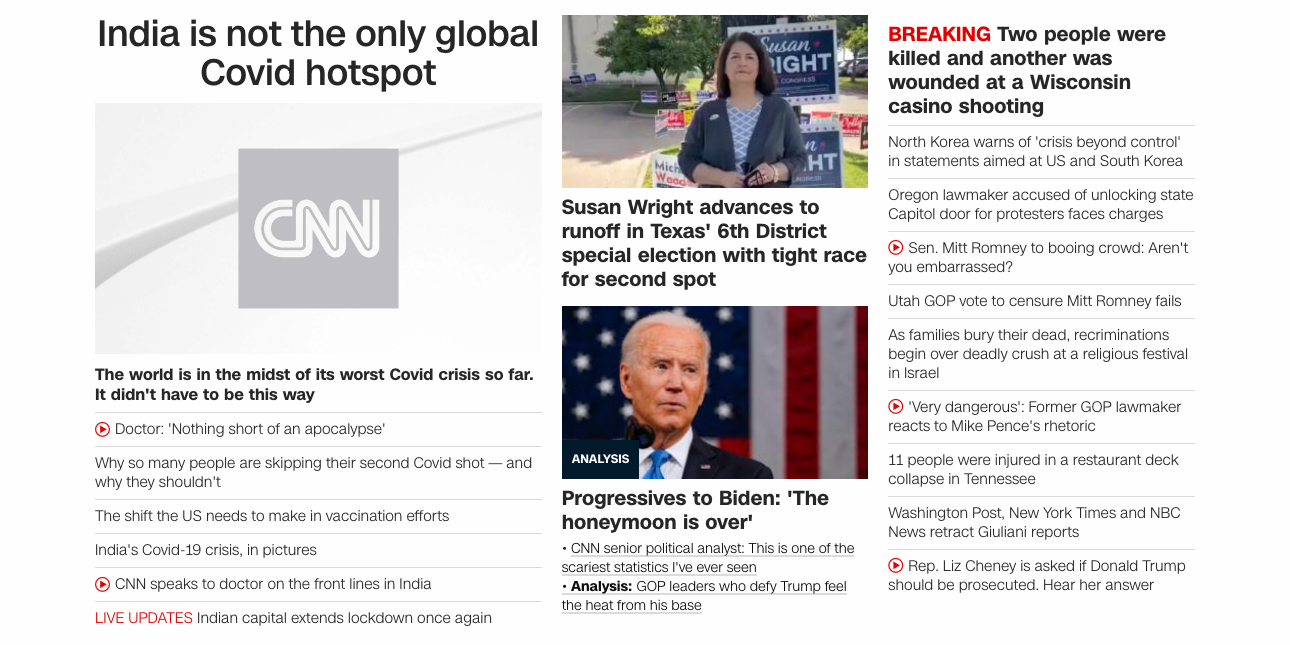 India is not the only global
Covid hotspot
CNN
The world is in the midst of its worst Covid crisis so far.
It didn't have to be this way
Doctor: 'Nothing short of an apocalypse'
Why so many people are skipping their second Covid shot — and
why they shouldn't
The shift the US needs to make in vaccination efforts
India's Covid-19 crisis, in pictures
CNN speaks to doctor on the front lines in India
LIVE UPDATES Indian capital extends lockdown once again
Susan
RIGHT
CONGRESS
HT
Susan Wright advances to
runoff in Texas' 6th District
special election with tight race
for second spot
ANALYSIS
Progressives to Biden: 'The
honeymoon is over'
• CNN senior political analyst: This is one of the
scariest statistics I've ever seen
• Analysis: GOP leaders who defy Trump feel
the heat from his base
BREAKING Two people were
killed and another was
wounded at a Wisconsin
casino shooting
North Korea warns of 'crisis beyond control'
in statements aimed at US and South Korea
Oregon lawmaker accused of unlocking state
Capitol door for protesters faces charges
Sen. Mitt Romney to booing crowd: Aren't
you embarrassed?
Utah GOP vote to censure Mitt Romney fails
As families bury their dead, recriminations
begin over deadly crush at a religious festival
in Israel
'Very dangerous': Former GOP lawmaker
reacts to Mike Pence's rhetoric
11 people were injured in a restaurant deck
collapse in Tennessee
Washington Post, New York Times and NBC
News retract Giuliani reports
Rep. Liz Cheney is asked if Donald Trump
should be prosecuted. Hear her answer